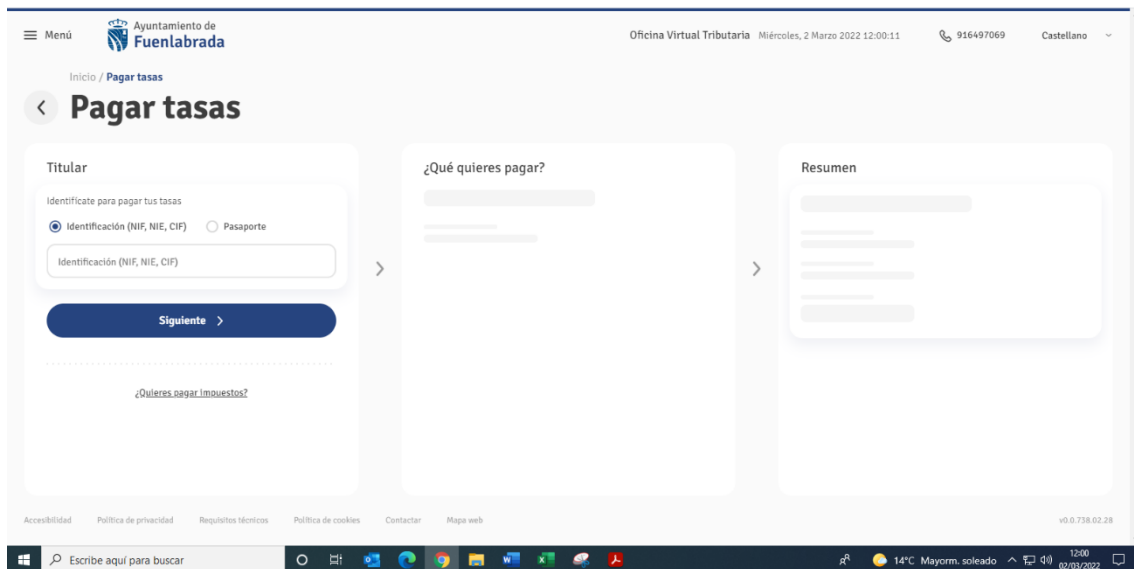 Menú
Ayuntamiento de
Fuenlabrada
Oficina Virtual Tributaria Miércoles, 2 Marzo 2022 12:00:11
916497069
Castellano
Inicio / Pagar tasas
Pagar tasas
Titular
Identifícate para pagar tus tasas
Identificación (NIF, NIE, CIF)
Pasaporte
Identificación (NIF, NIE, CIF)
Siguiente
¿Quieres pagar impuestos?
¿Qué quieres pagar?
Resumen
Accesibilidad Política de privacidad Requisitos técnicos Política de cookies Contactar Mapa web
v0.0.738.02.28
Escribe aquí para buscar
14°C Mayorm. soleado
12:00
02/03/2022